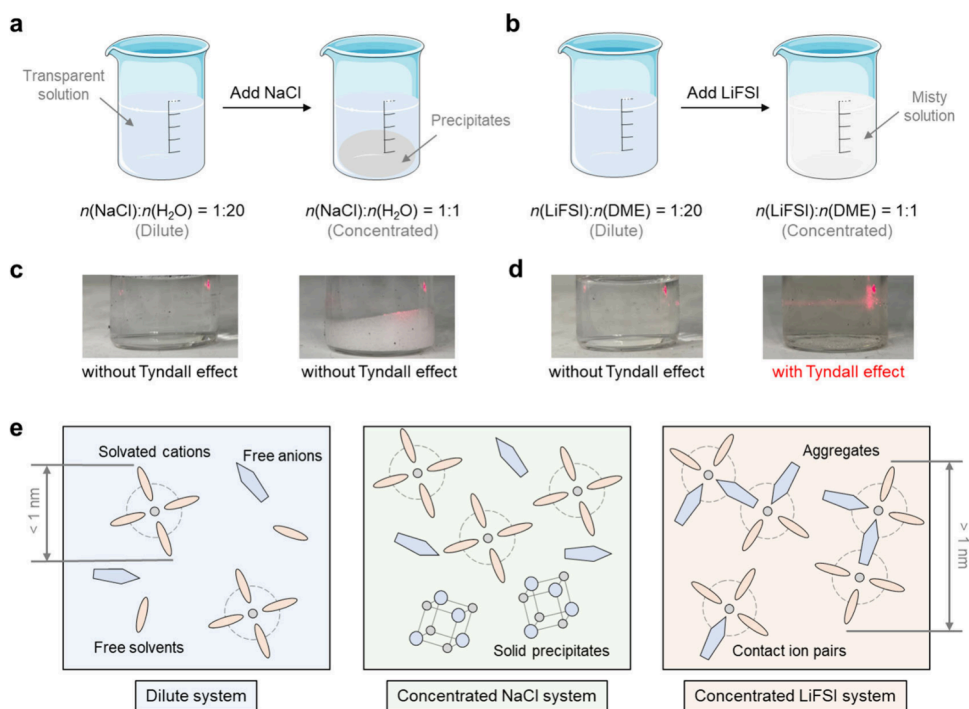 a
Transparent
solution
Add NaCl
Precipitates
n(NaCl):n(H₂O) = 1:20
(Dilute)
n(NaCl):n(H₂O) = 1:1
(Concentrated)
b
Add LiFSI
Misty
solution
n(LiFSI):n(DME) = 1:20
(Dilute)
n(LiFSI):n(DME) = 1:1
(Concentrated)
c
without Tyndall effect
without Tyndall effect
d
without Tyndall effect
with Tyndall effect
e
Solvated cations
Free anions
< 1 nm
Free solvents
Dilute system
Solid precipitates
Concentrated NaCl system
Aggregates
> 1 nm
Contact ion pairs
Concentrated LiFSI system